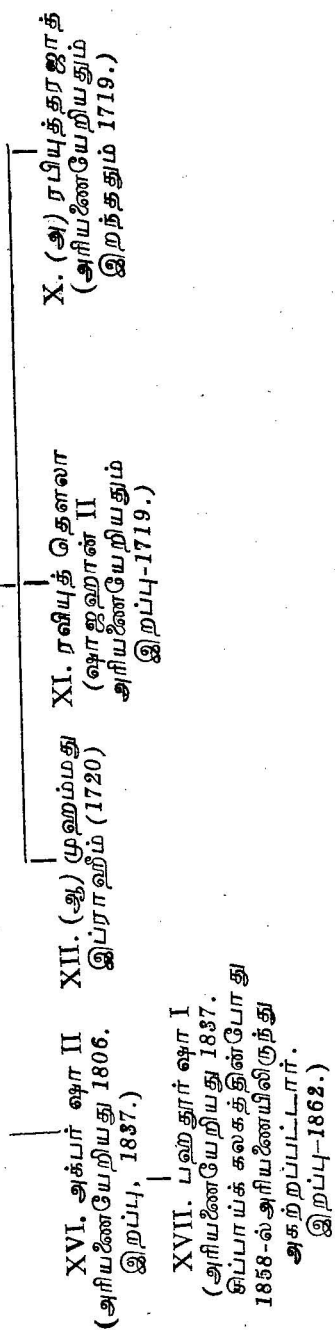 XVI. அக்பர் ஷா II
(அரியணையேறியது 1806.
இறப்பு, 1837.)
XVII. பஹதூர் ஷா I
(அரியணையேறியது 1837.
சிப்பாய்க் கலகத்தின்போது
1858-ல் அரியணையிலிருந்து
அகற்றப்பட்டார்.
இறப்பு–1862.)
XII. (ஆ) முஹம்மது
இப்ராஹீம் (1720)
XI. ரவியுத் தௌலா
(ஷாஜஹான் II
அரியணையேறியதும்
இறப்பு-1719.)
X. (அ) ரபியுத்தரஜாத்
(அரியணையேறியதும்
இறந்ததும் 1719.)